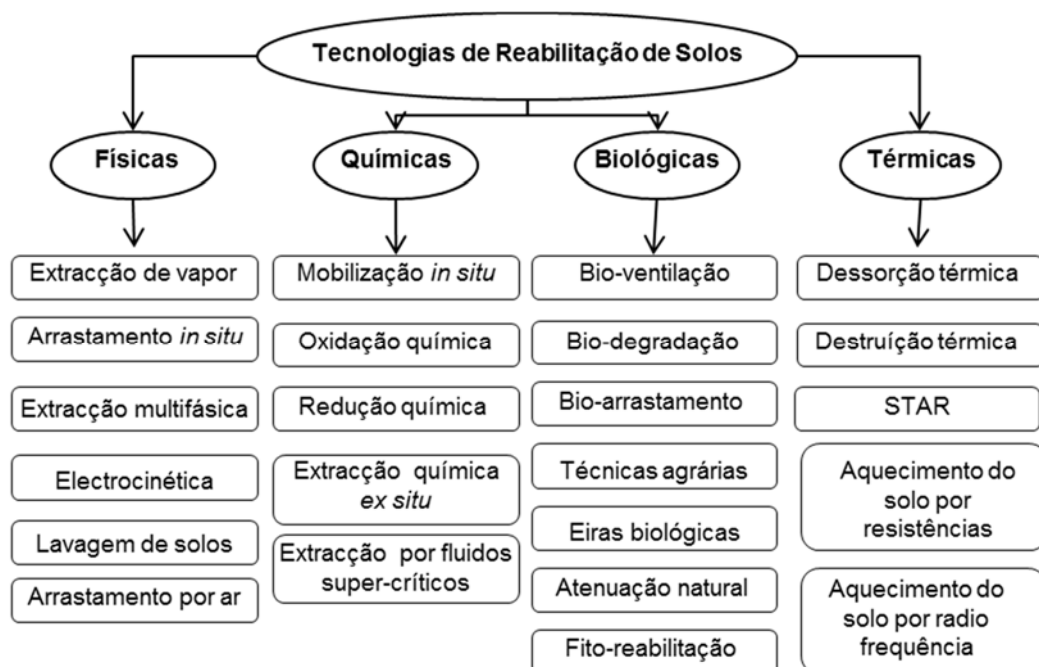 Tecnologias de Reabilitação de Solos
Físicas
Químicas
Biológicas
Térmicas
Extracção de vapor
Arrastamento in situ
Extracção multifásica
Electrocinética
Lavagem de solos
Arrastamento por ar
Mobilização in situ
Oxidação química
Redução química
Extracção química
ex situ
Extracção por fluidos
super-críticos
Bio-ventilação
Bio-degradação
Bio-arrastamento
Técnicas agrárias
Eiras biológicas
Atenuação natural
Fito-reabilitação
Dessorção térmica
Destruíção térmica
STAR
Aquecimento do
solo por
resistências
Aquecimento do
solo por radio
frequência